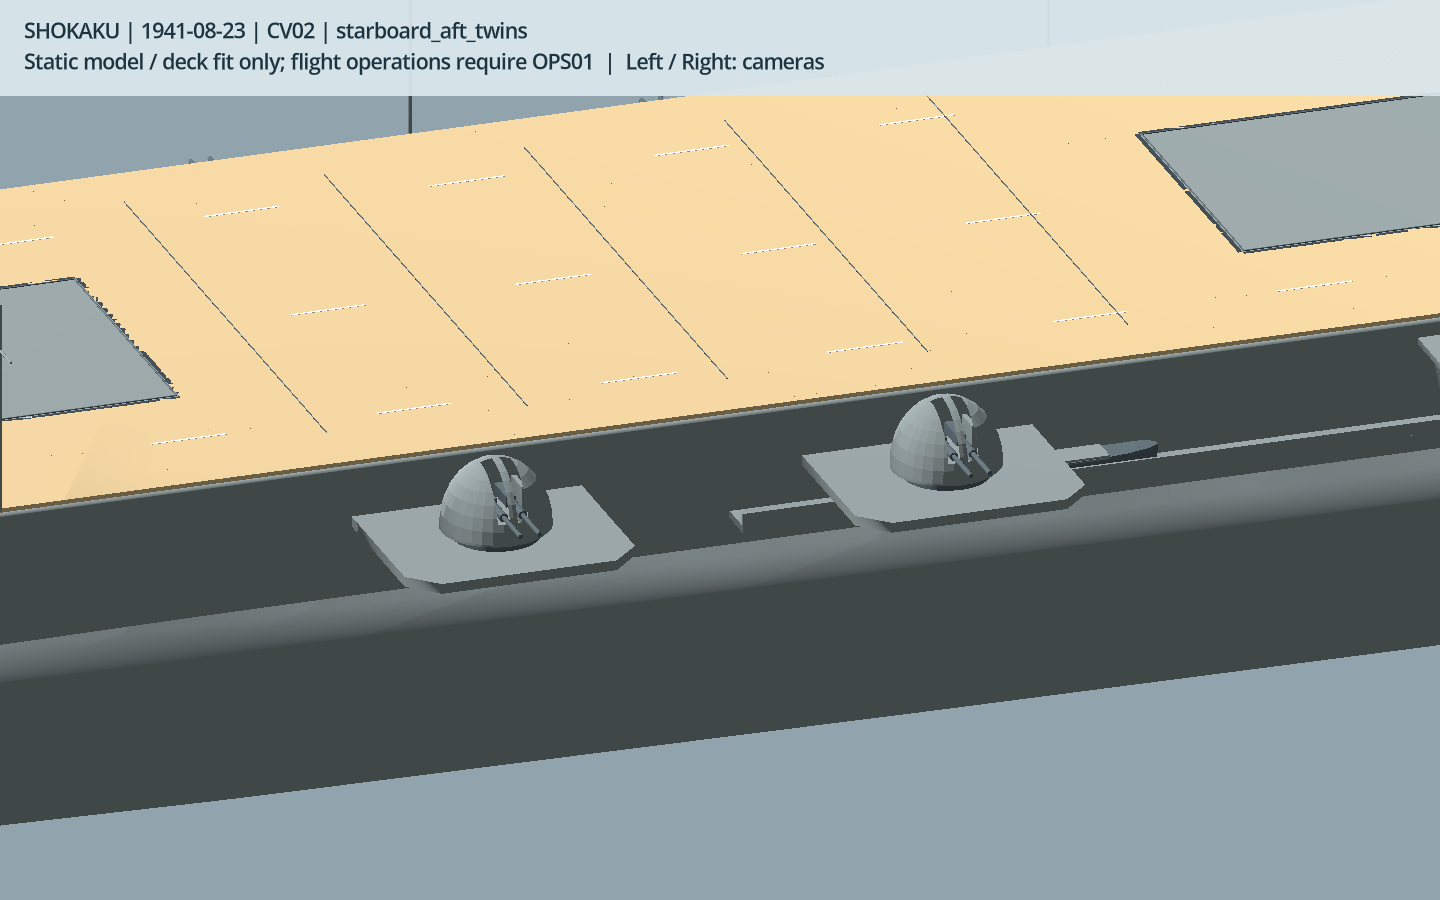 SHOKAKU | 1941-08-23 | CV02 | starboard_aft_twins
Static model / deck fit only; flight operations require OPS01 | Left / Right: cameras